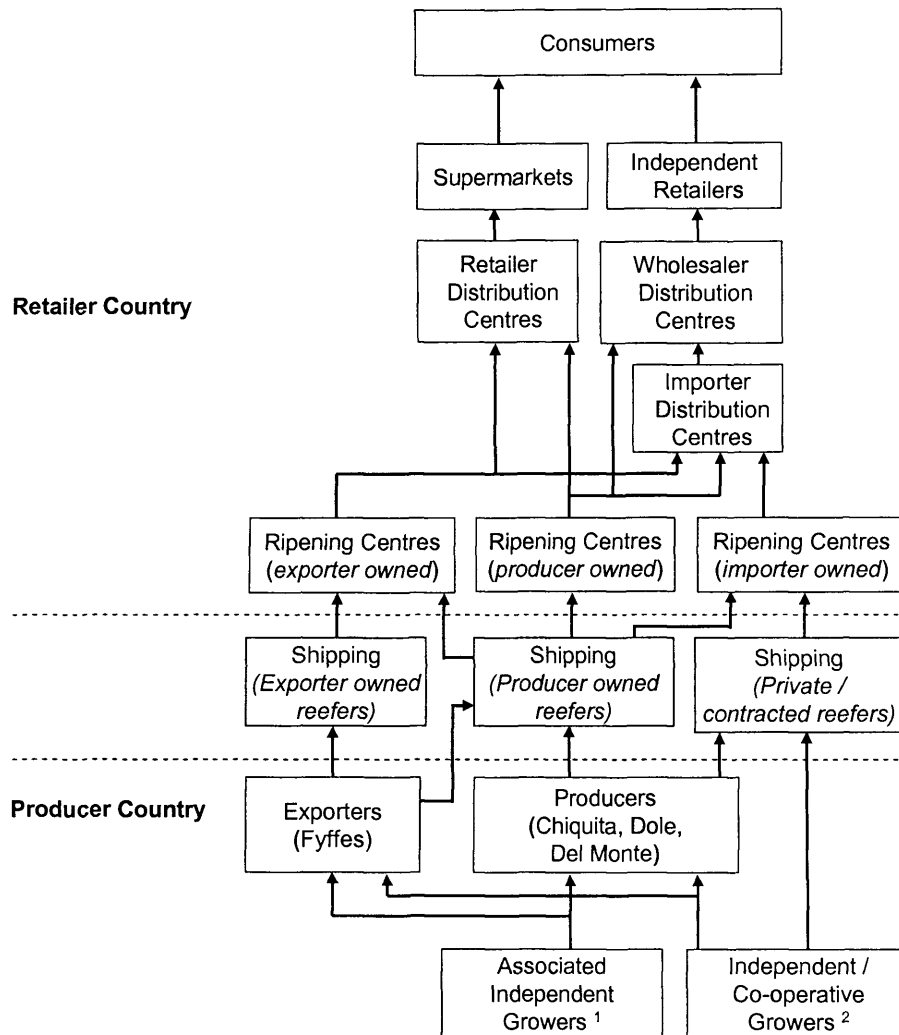 Consumers
Supermarkets
Independent
Retailers
Retailer Country
Retailer
Distribution
Centres
Wholesaler
Distribution
Centres
Importer
Distribution
Centres
Ripening Centres
(exporter owned)
Ripening Centres
(producer owned)
Ripening Centres
(importer owned)
Shipping
(Exporter owned
reefers)
Shipping
(Producer owned
reefers)
Shipping
(Private /
contracted reefers)
Producer Country
Exporters
(Fyffes)
Producers
(Chiquita, Dole,
Del Monte)
Associated
Independent
Growers ¹
Independent /
Co-operative
Growers ²